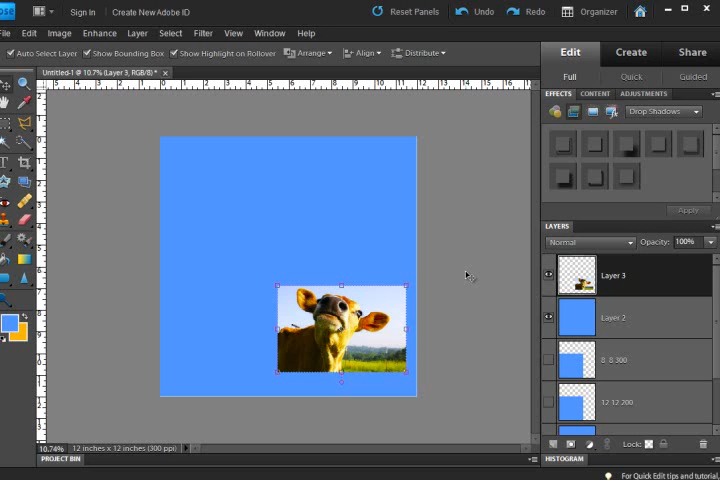 Sign In Create New Adobe ID Reset Panels Undo Redo Organizer
File Edit Image Enhance Layer Select Filter View Window Help
Auto Select Layer Show Bounding Box Show Highlight on Rollover Arrange Align Distribute
Edit Create Share
Full Quick Guided
Untitled-1 @ 10.7% (Layer 3, RGB/8) * ×
EFFECTS CONTENT ADJUSTMENTS
Drop Shadows
Apply
LAYERS
Normal Opacity: 100%
Layer 3
Layer 2
8 8 300
12 12 200
Lock:
10.74% 12 inches x 12 inches (300 ppi)
PROJECT BIN HISTOGRAM
For Quick Edit tips and tutorial,